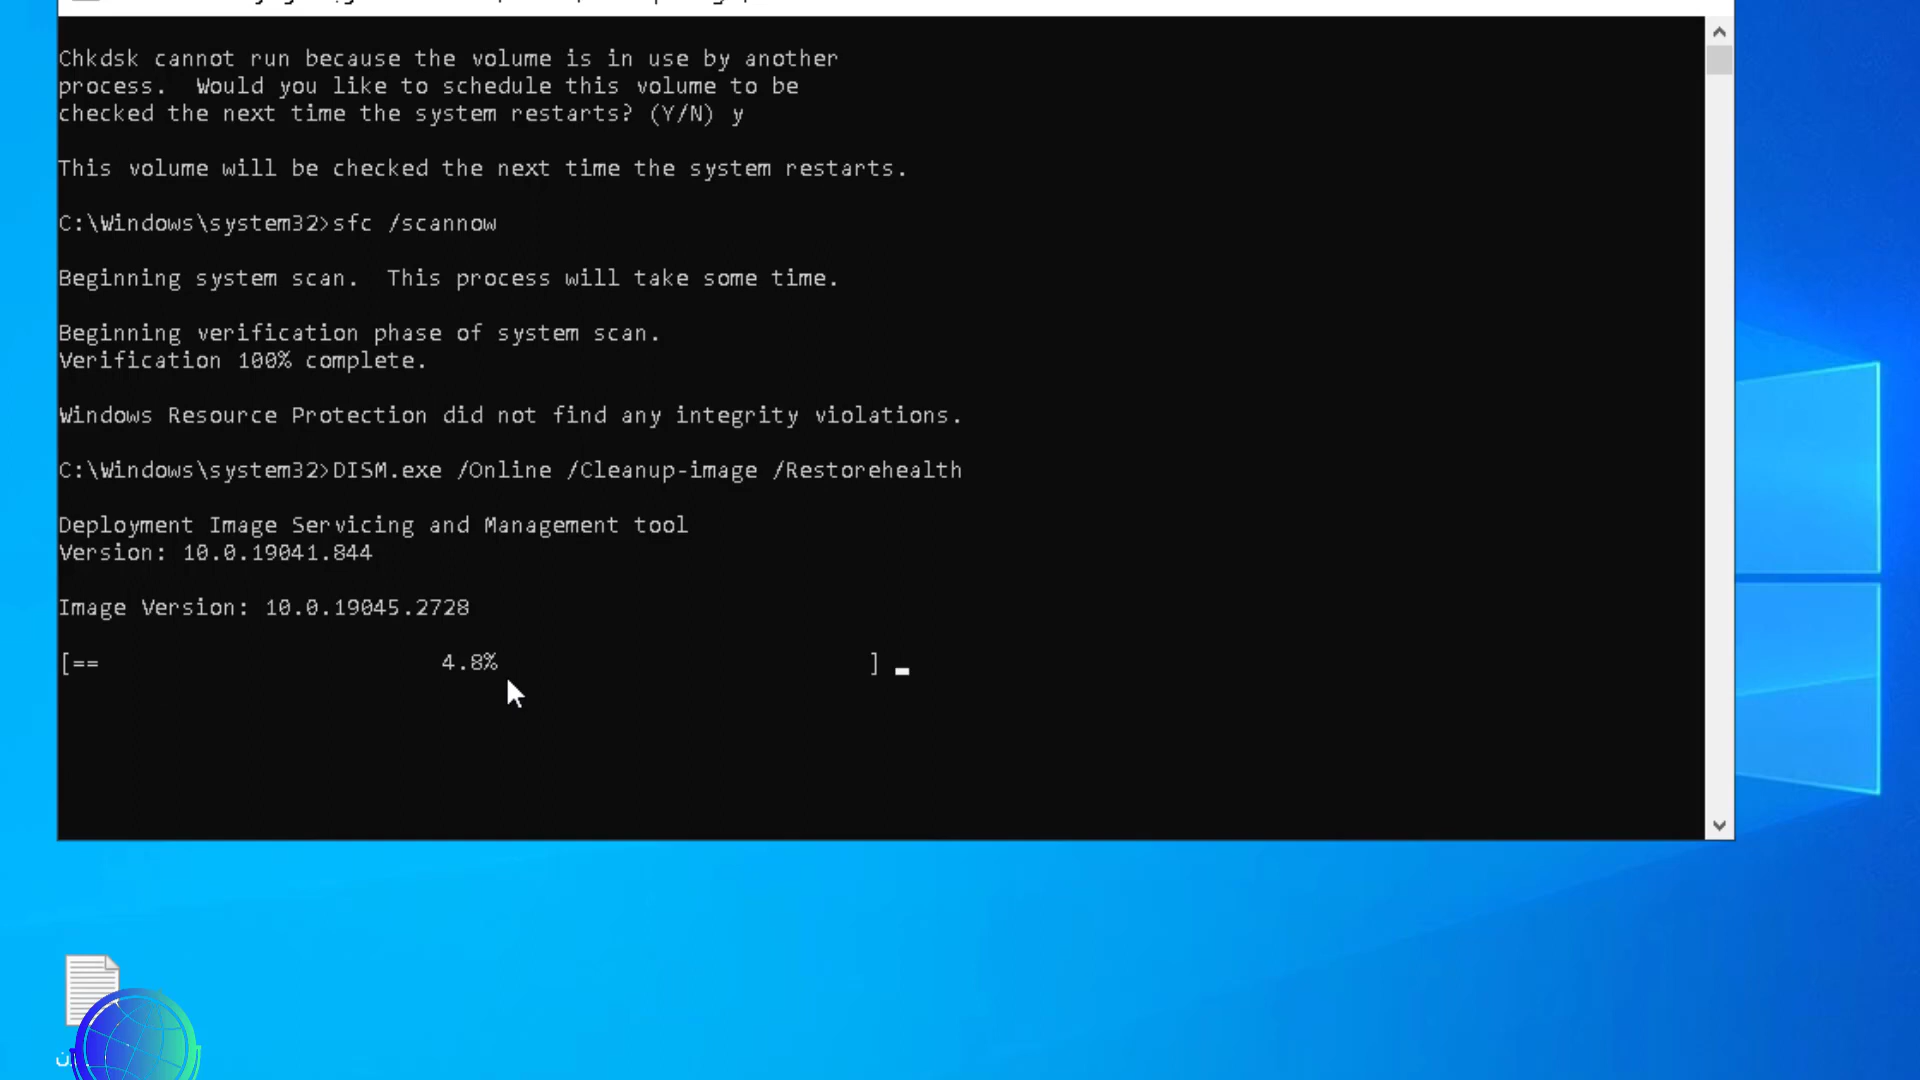 Chkdsk cannot run because the volume is in use by another
process.  Would you like to schedule this volume to be
checked the next time the system restarts? (Y/N) y
This volume will be checked the next time the system restarts.
C:\Windows\system32>sfc /scannow
Beginning system scan.  This process will take some time.
Beginning verification phase of system scan.
Verification 100% complete.
Windows Resource Protection did not find any integrity violations.
C:\Windows\system32>DISM.exe /Online /Cleanup-image /Restorehealth
Deployment Image Servicing and Management tool
Version: 10.0.19041.844
Image Version: 10.0.19045.2728
[==                          4.8%                           ]